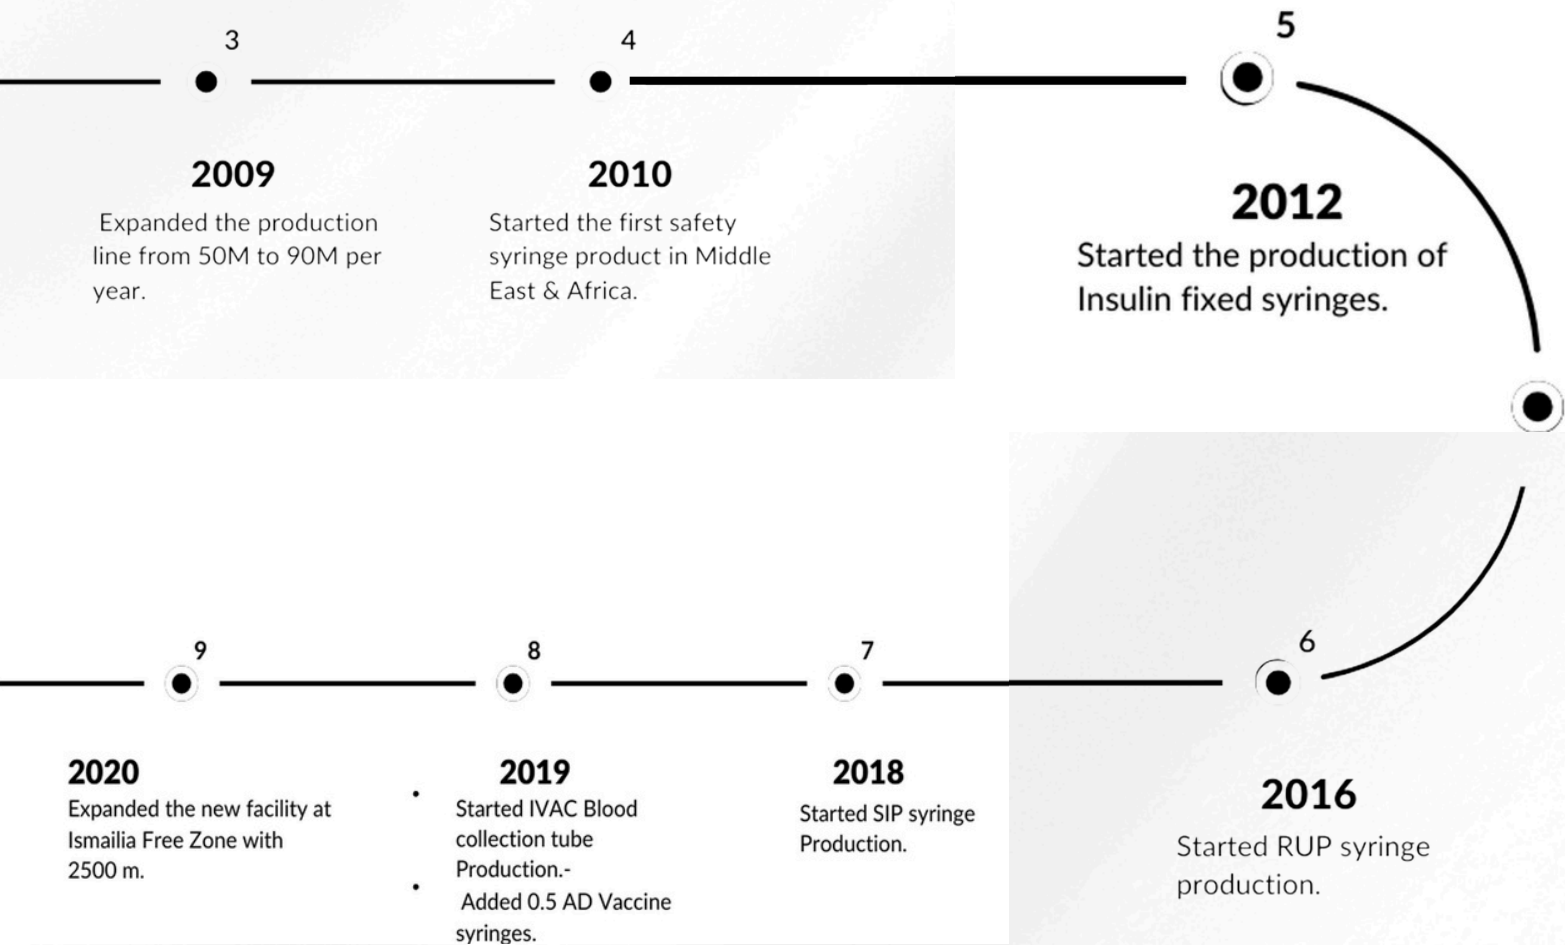 3
2009
Expanded the production
line from 50M to 90M per
year.
4
2010
Started the first safety
syringe product in Middle
East & Africa.
5
2012
Started the production of
Insulin fixed syringes.
6
2016
Started RUP syringe
production.
7
2018
Started SIP syringe
Production.
8
2019
• Started IVAC Blood
collection tube
Production.-
• Added 0.5 AD Vaccine
syringes.
9
2020
Expanded the new facility at
Ismailia Free Zone with
2500 m.